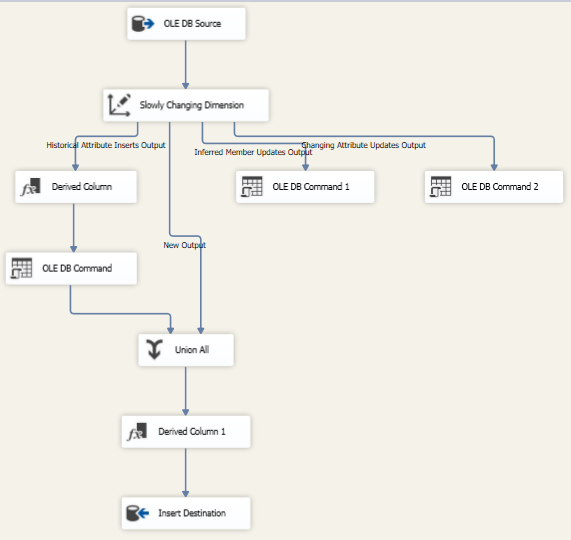 OLE DB Source
Slowly Changing Dimension
Historical Attribute Inserts Output
Inferred Member Updates Output
Changing Attribute Updates Output
Derived Column
OLE DB Command 1
OLE DB Command 2
New Output
OLE DB Command
Union All
Derived Column 1
Insert Destination